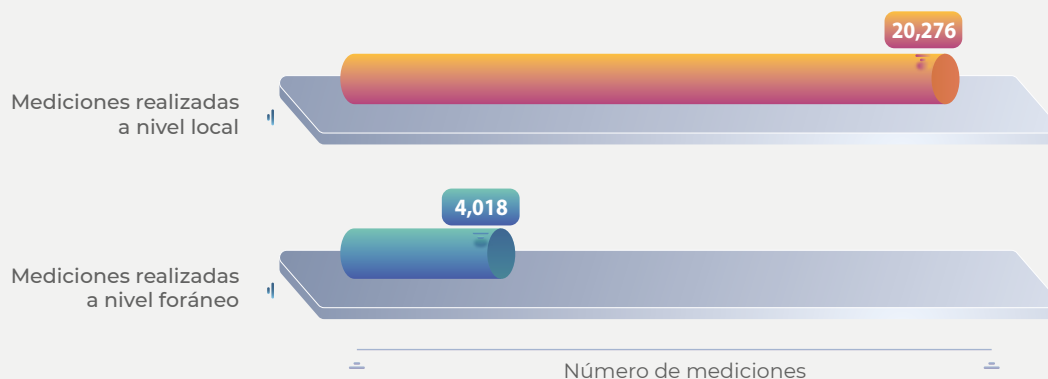 20,276
Mediciones realizadas
a nivel local
4,018
Mediciones realizadas
a nivel foráneo
Número de mediciones